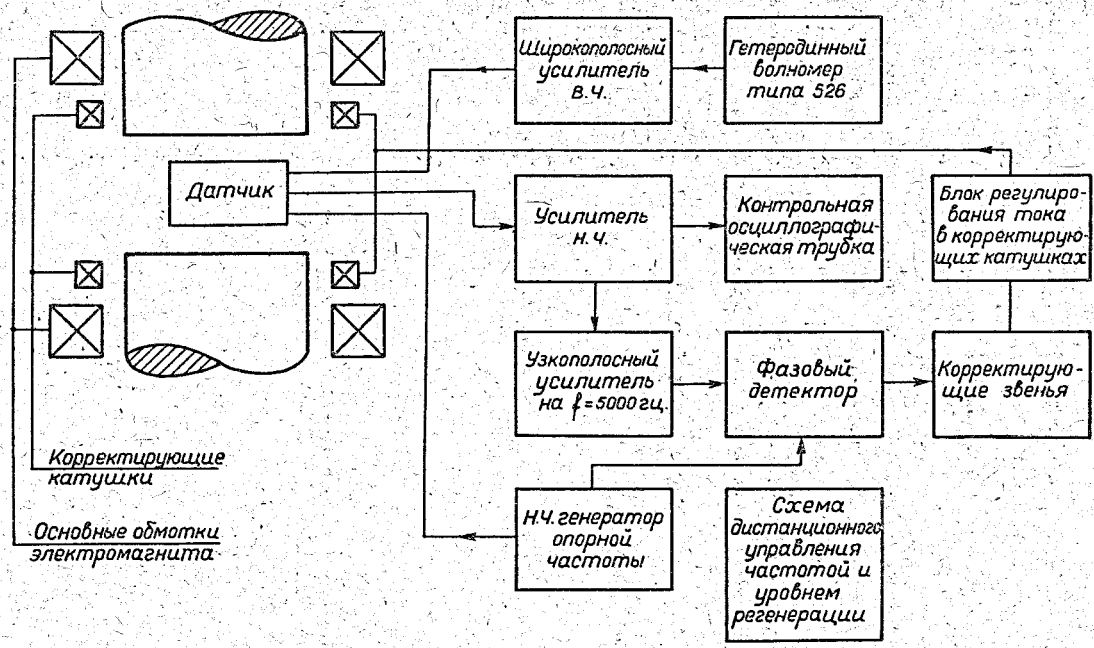 Широкополосный
усилитель
В.Ч.
Гетеродинный
волномер
типа 526
Датчик
Усилитель
Н.Ч.
Контрольная
осциллографи-
ческая трубка
Блок регулиро-
вания тока
в корректирую-
щих катушках
Узкополосный
усилитель
на f=5000 гц.
Фазовый
детектор
Корректирую-
щие звенья
Корректирующие
катушки
Основные обмотки
электромагнита
Н.Ч. генератор
опорной
частоты
Схема
дистанционного
управления
частотой и
уровнем
регенерации